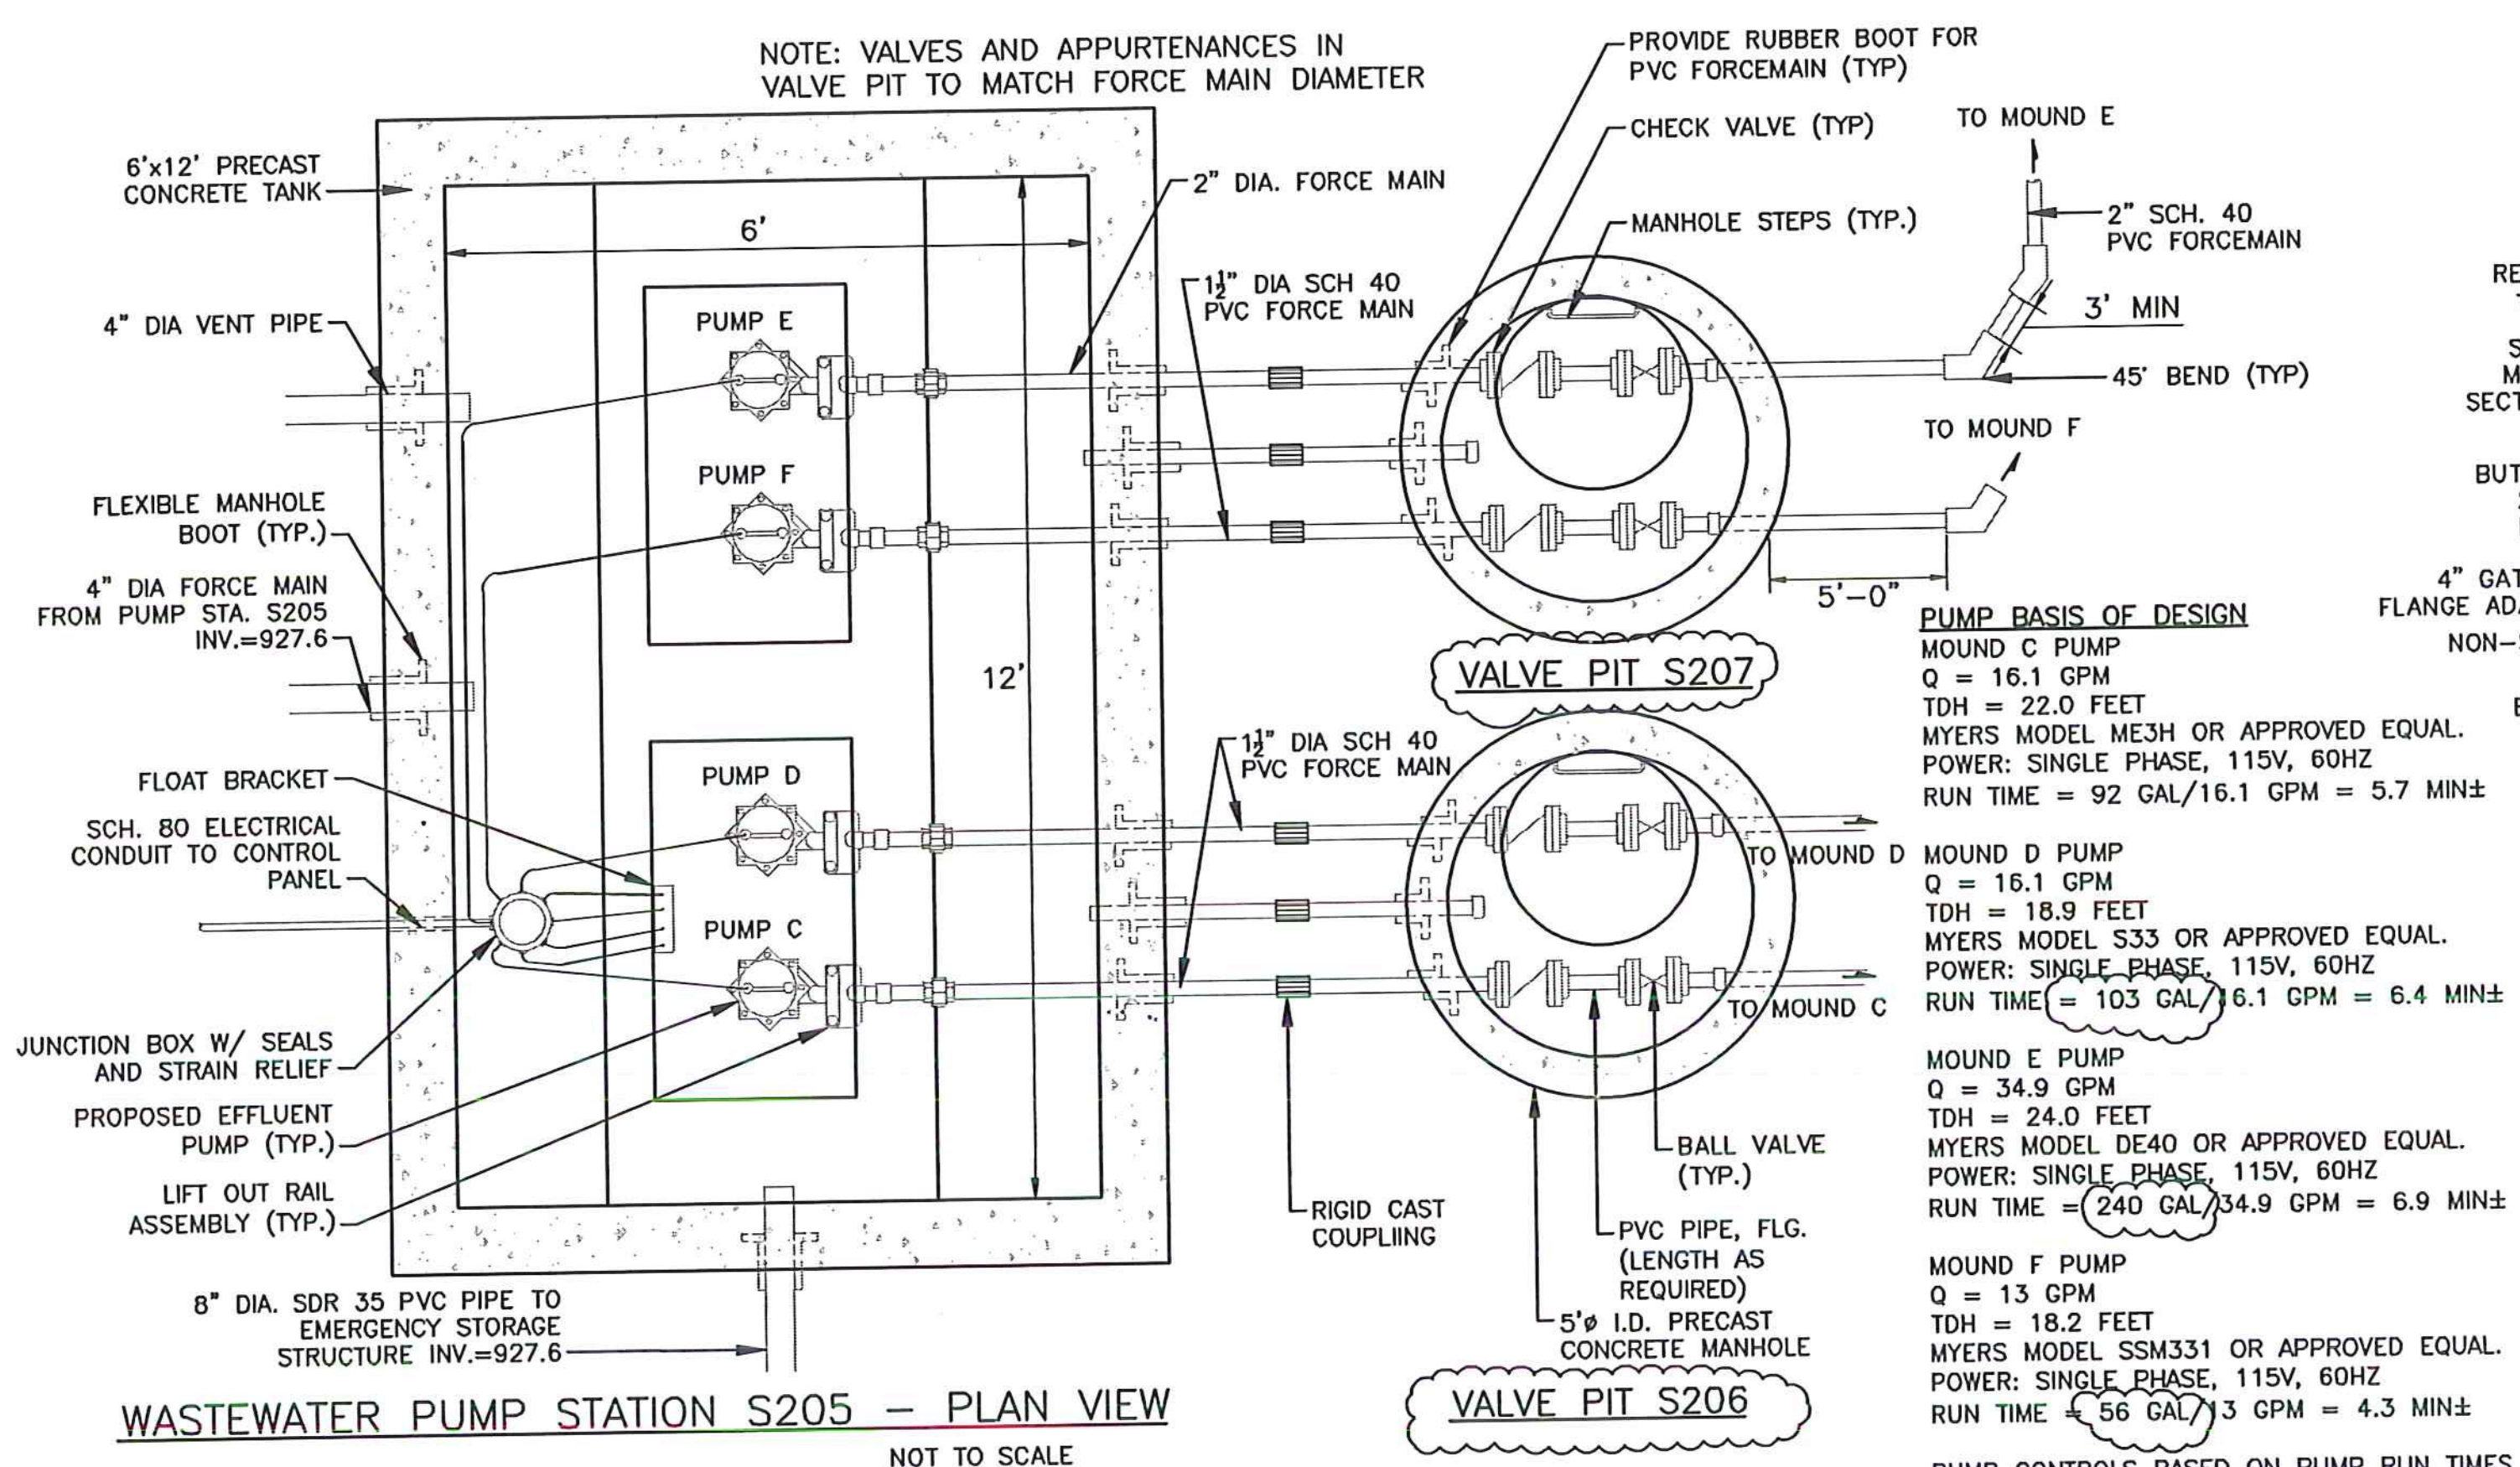 NOTE: VALVES AND APPURTENANCES IN
VALVE PIT TO MATCH FORCE MAIN DIAMETER
6'x12' PRECAST
CONCRETE TANK
4" DIA VENT PIPE
FLEXIBLE MANHOLE
BOOT (TYP.)
4" DIA FORCE MAIN
FROM PUMP STA. S205
INV.=927.6
FLOAT BRACKET
SCH. 80 ELECTRICAL
CONDUIT TO CONTROL
PANEL
JUNCTION BOX W/ SEALS
AND STRAIN RELIEF
PROPOSED EFFLUENT
PUMP (TYP.)
LIFT OUT RAIL
ASSEMBLY (TYP.)
8" DIA. SDR 35 PVC PIPE TO
EMERGENCY STORAGE
STRUCTURE INV.=927.6
6'
12'
PUMP E
PUMP F
PUMP D
PUMP C
2" DIA. FORCE MAIN
1½" DIA SCH 40
PVC FORCE MAIN
1½" DIA SCH 40
PVC FORCE MAIN
PROVIDE RUBBER BOOT FOR
PVC FORCEMAIN (TYP)
CHECK VALVE (TYP)
MANHOLE STEPS (TYP.)
TO MOUND E
2" SCH. 40
PVC FORCEMAIN
3' MIN
45' BEND (TYP)
TO MOUND F
5'-0"
VALVE PIT S207
TO MOUND D
TO MOUND C
RIGID CAST
COUPLIING
BALL VALVE
(TYP.)
PVC PIPE, FLG.
(LENGTH AS
REQUIRED)
5'ø I.D. PRECAST
CONCRETE MANHOLE
VALVE PIT S206
WASTEWATER PUMP STATION S205 – PLAN VIEW
NOT TO SCALE
PUMP BASIS OF DESIGN
MOUND C PUMP
Q = 16.1 GPM
TDH = 22.0 FEET
MYERS MODEL ME3H OR APPROVED EQUAL.
POWER: SINGLE PHASE, 115V, 60HZ
RUN TIME = 92 GAL/16.1 GPM = 5.7 MIN±
MOUND D PUMP
Q = 16.1 GPM
TDH = 18.9 FEET
MYERS MODEL S33 OR APPROVED EQUAL.
POWER: SINGLE PHASE, 115V, 60HZ
RUN TIME = 103 GAL/16.1 GPM = 6.4 MIN±
MOUND E PUMP
Q = 34.9 GPM
TDH = 24.0 FEET
MYERS MODEL DE40 OR APPROVED EQUAL.
POWER: SINGLE PHASE, 115V, 60HZ
RUN TIME = 240 GAL/34.9 GPM = 6.9 MIN±
MOUND F PUMP
Q = 13 GPM
TDH = 18.2 FEET
MYERS MODEL SSM331 OR APPROVED EQUAL.
POWER: SINGLE PHASE, 115V, 60HZ
RUN TIME = 56 GAL/13 GPM = 4.3 MIN±
PUMP CONTROLS BASED ON PUMP RUN TIMES
4" GAT
NON-